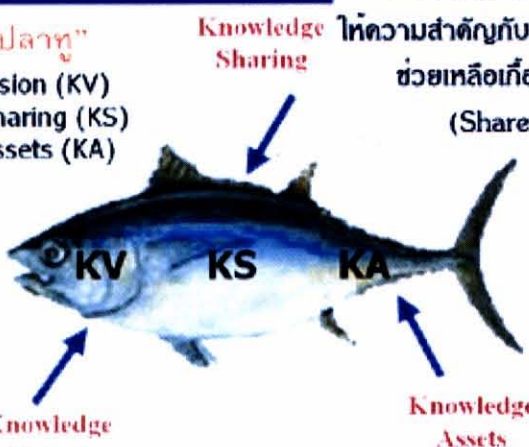 ปลาทู"
sion (KV)
haring (KS)
ssets (KA)
Knowledge
Sharing
ให้ความสำคัญกับ
ช่วยเหลือเกื้อ
(Share
KV KS KA
nowledge
Knowledge
Assets